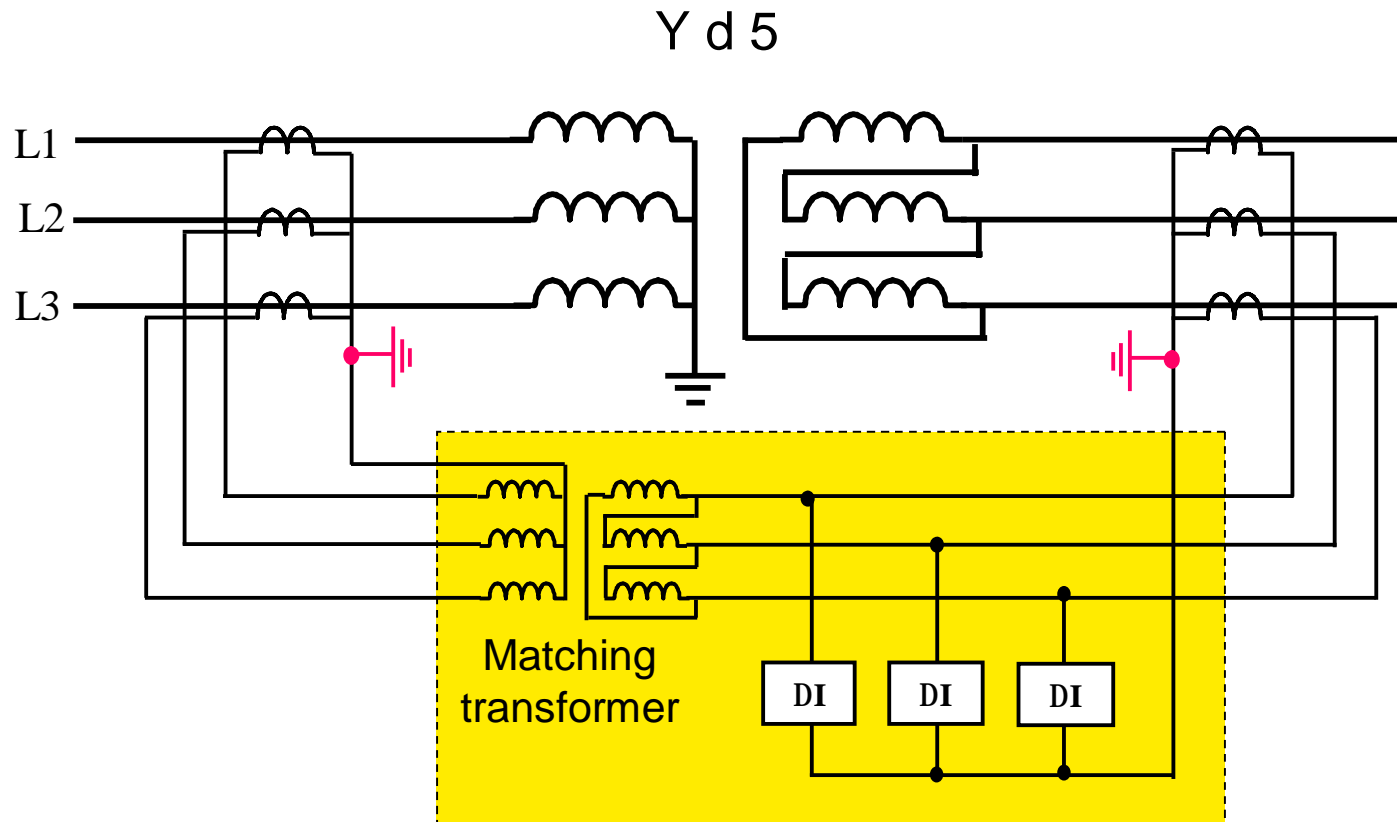 Y d 5
L1
L2
L3
Matching
transformer
DI DI DI